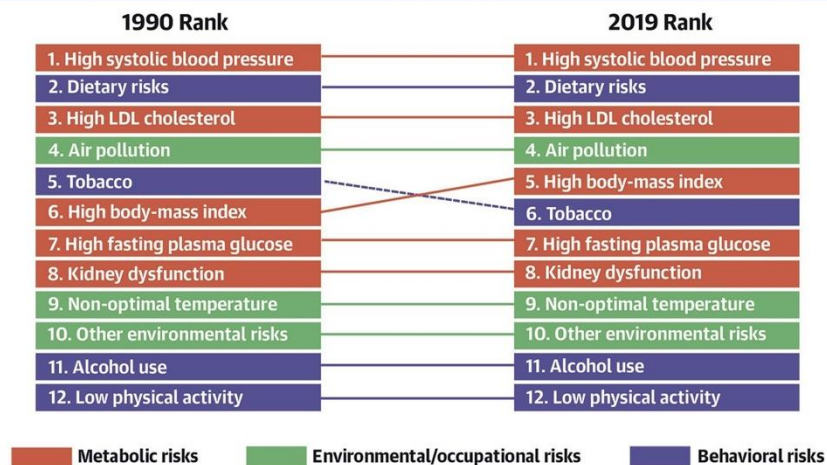 1990 Rank
1. High systolic blood pressure
2. Dietary risks
3. High LDL cholesterol
4. Air pollution
5. Tobacco
6. High body-mass index
7. High fasting plasma glucose
8. Kidney dysfunction
9. Non-optimal temperature
10. Other environmental risks
11. Alcohol use
12. Low physical activity
2019 Rank
1. High systolic blood pressure
2. Dietary risks
3. High LDL cholesterol
4. Air pollution
5. High body-mass index
6. Tobacco
7. High fasting plasma glucose
8. Kidney dysfunction
9. Non-optimal temperature
10. Other environmental risks
11. Alcohol use
12. Low physical activity
Metabolic risks
Environmental/occupational risks
Behavioral risks